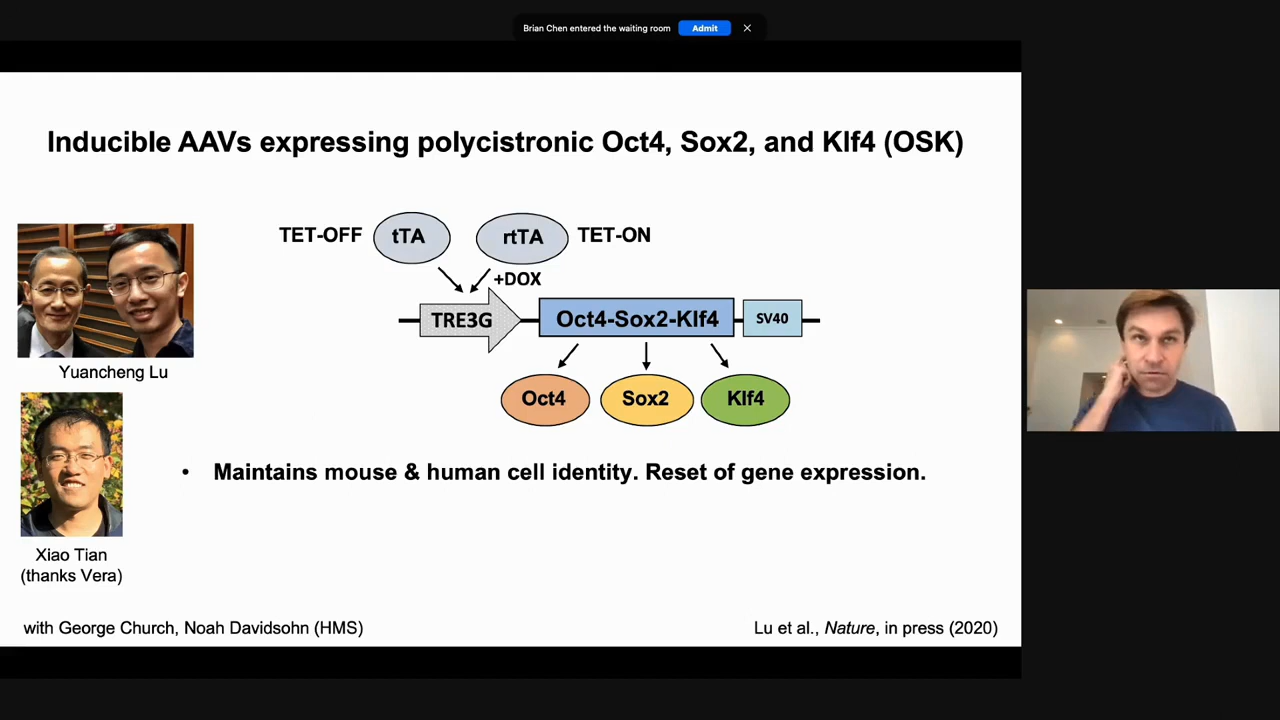 Brian Chen entered the waiting room
Admit
Inducible AAVs expressing polycistronic Oct4, Sox2, and Klf4 (OSK)
TET-OFF
tTA
rtTA
TET-ON
+DOX
TRE3G
Oct4-Sox2-Klf4
SV40
Oct4
Sox2
Klf4
Yuancheng Lu
• Maintains mouse & human cell identity. Reset of gene expression.
Xiao Tian
(thanks Vera)
with George Church, Noah Davidsohn (HMS)
Lu et al., Nature, in press (2020)